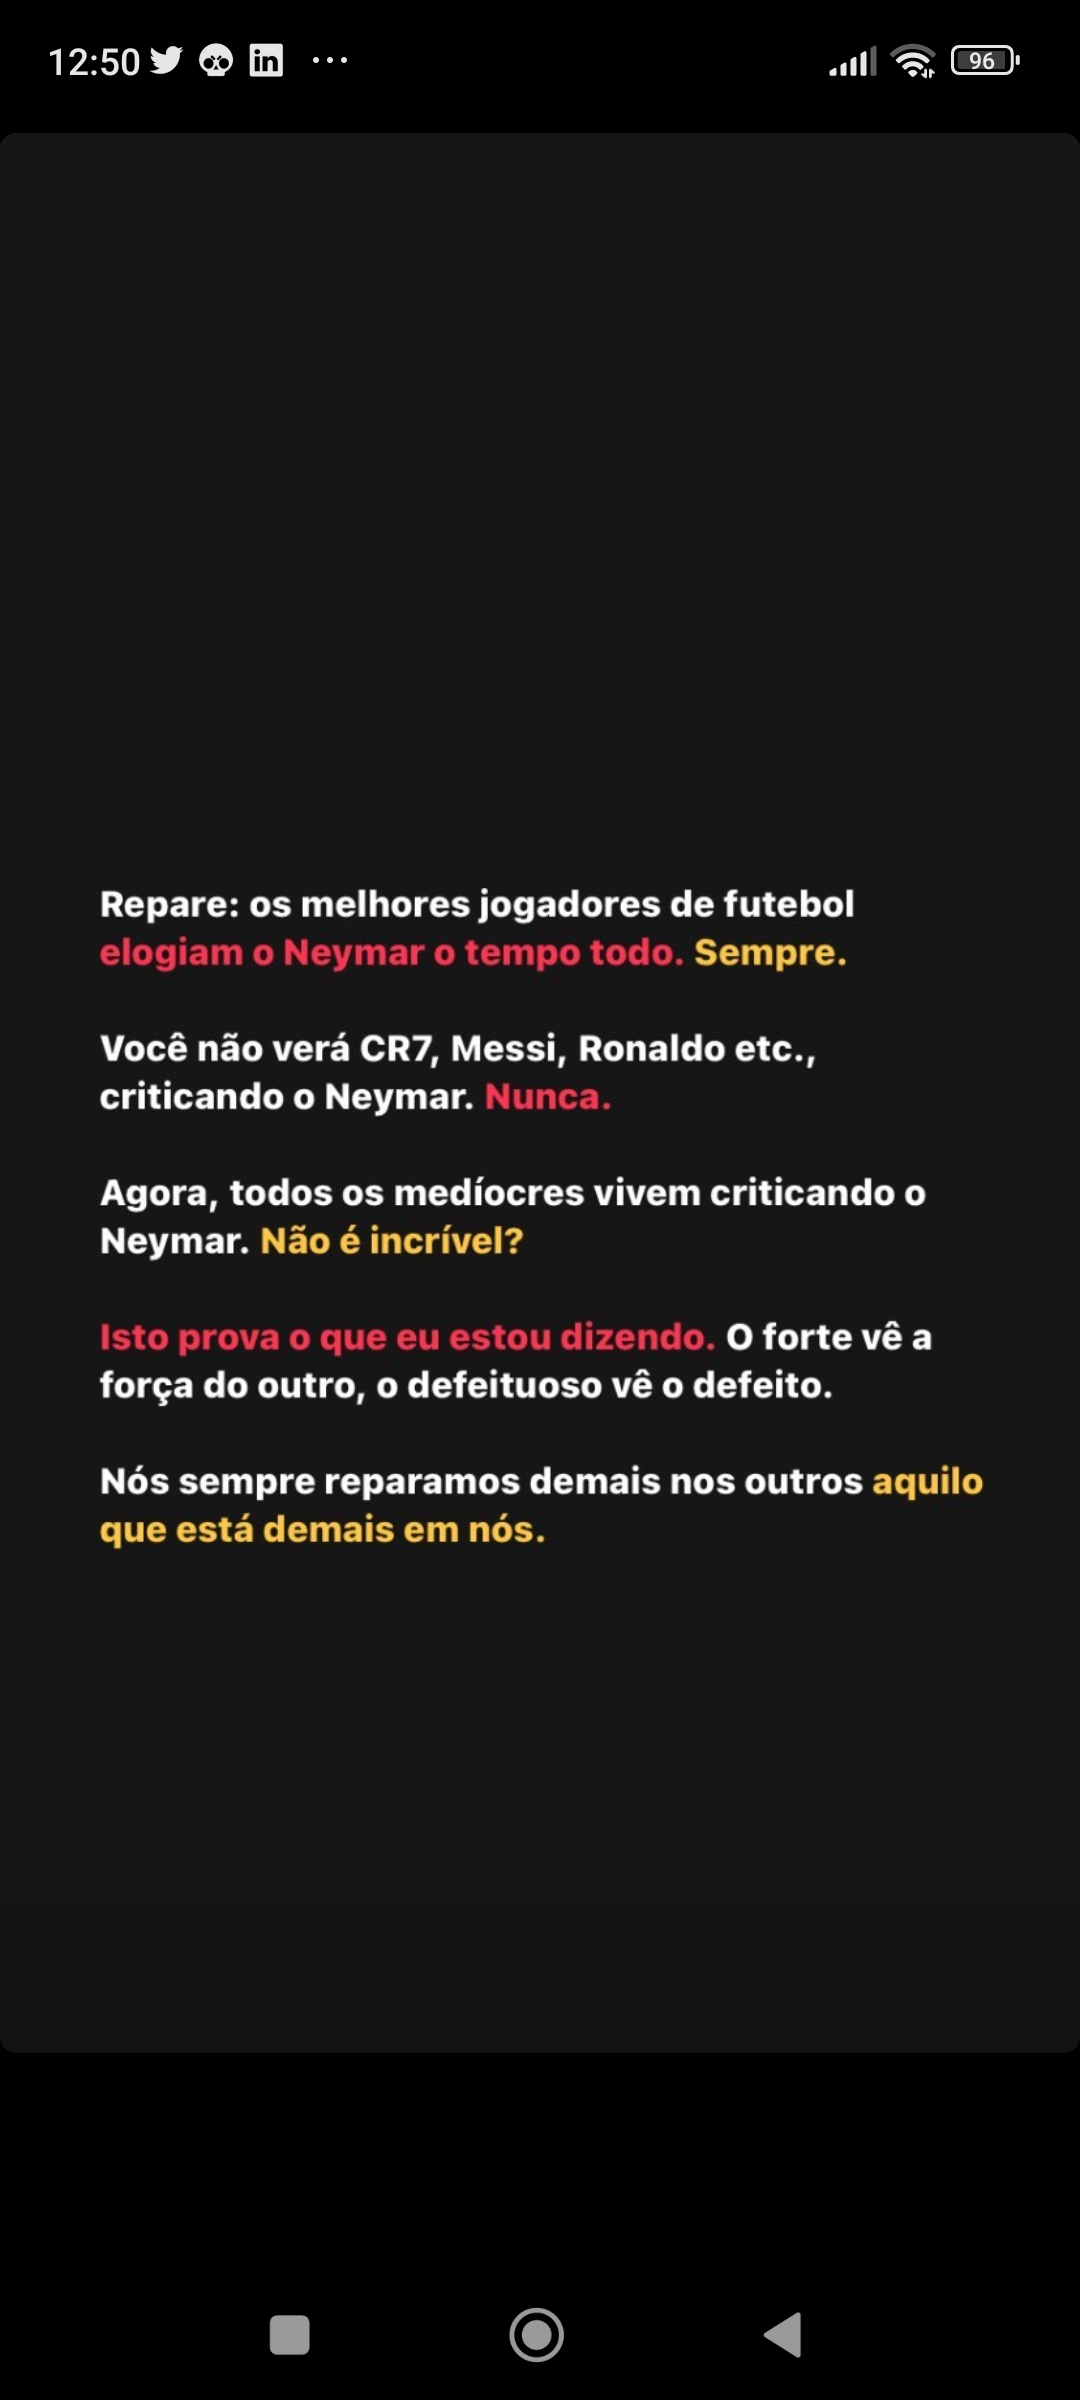 12:50
96
Repare: os melhores jogadores de futebol
elogiam o Neymar o tempo todo. Sempre.
Você não verá CR7, Messi, Ronaldo etc.,
criticando o Neymar. Nunca.
Agora, todos os medíocres vivem criticando o
Neymar. Não é incrível?
Isto prova o que eu estou dizendo. O forte vê a
força do outro, o defeituoso vê o defeito.
Nós sempre reparamos demais nos outros aquilo
que está demais em nós.